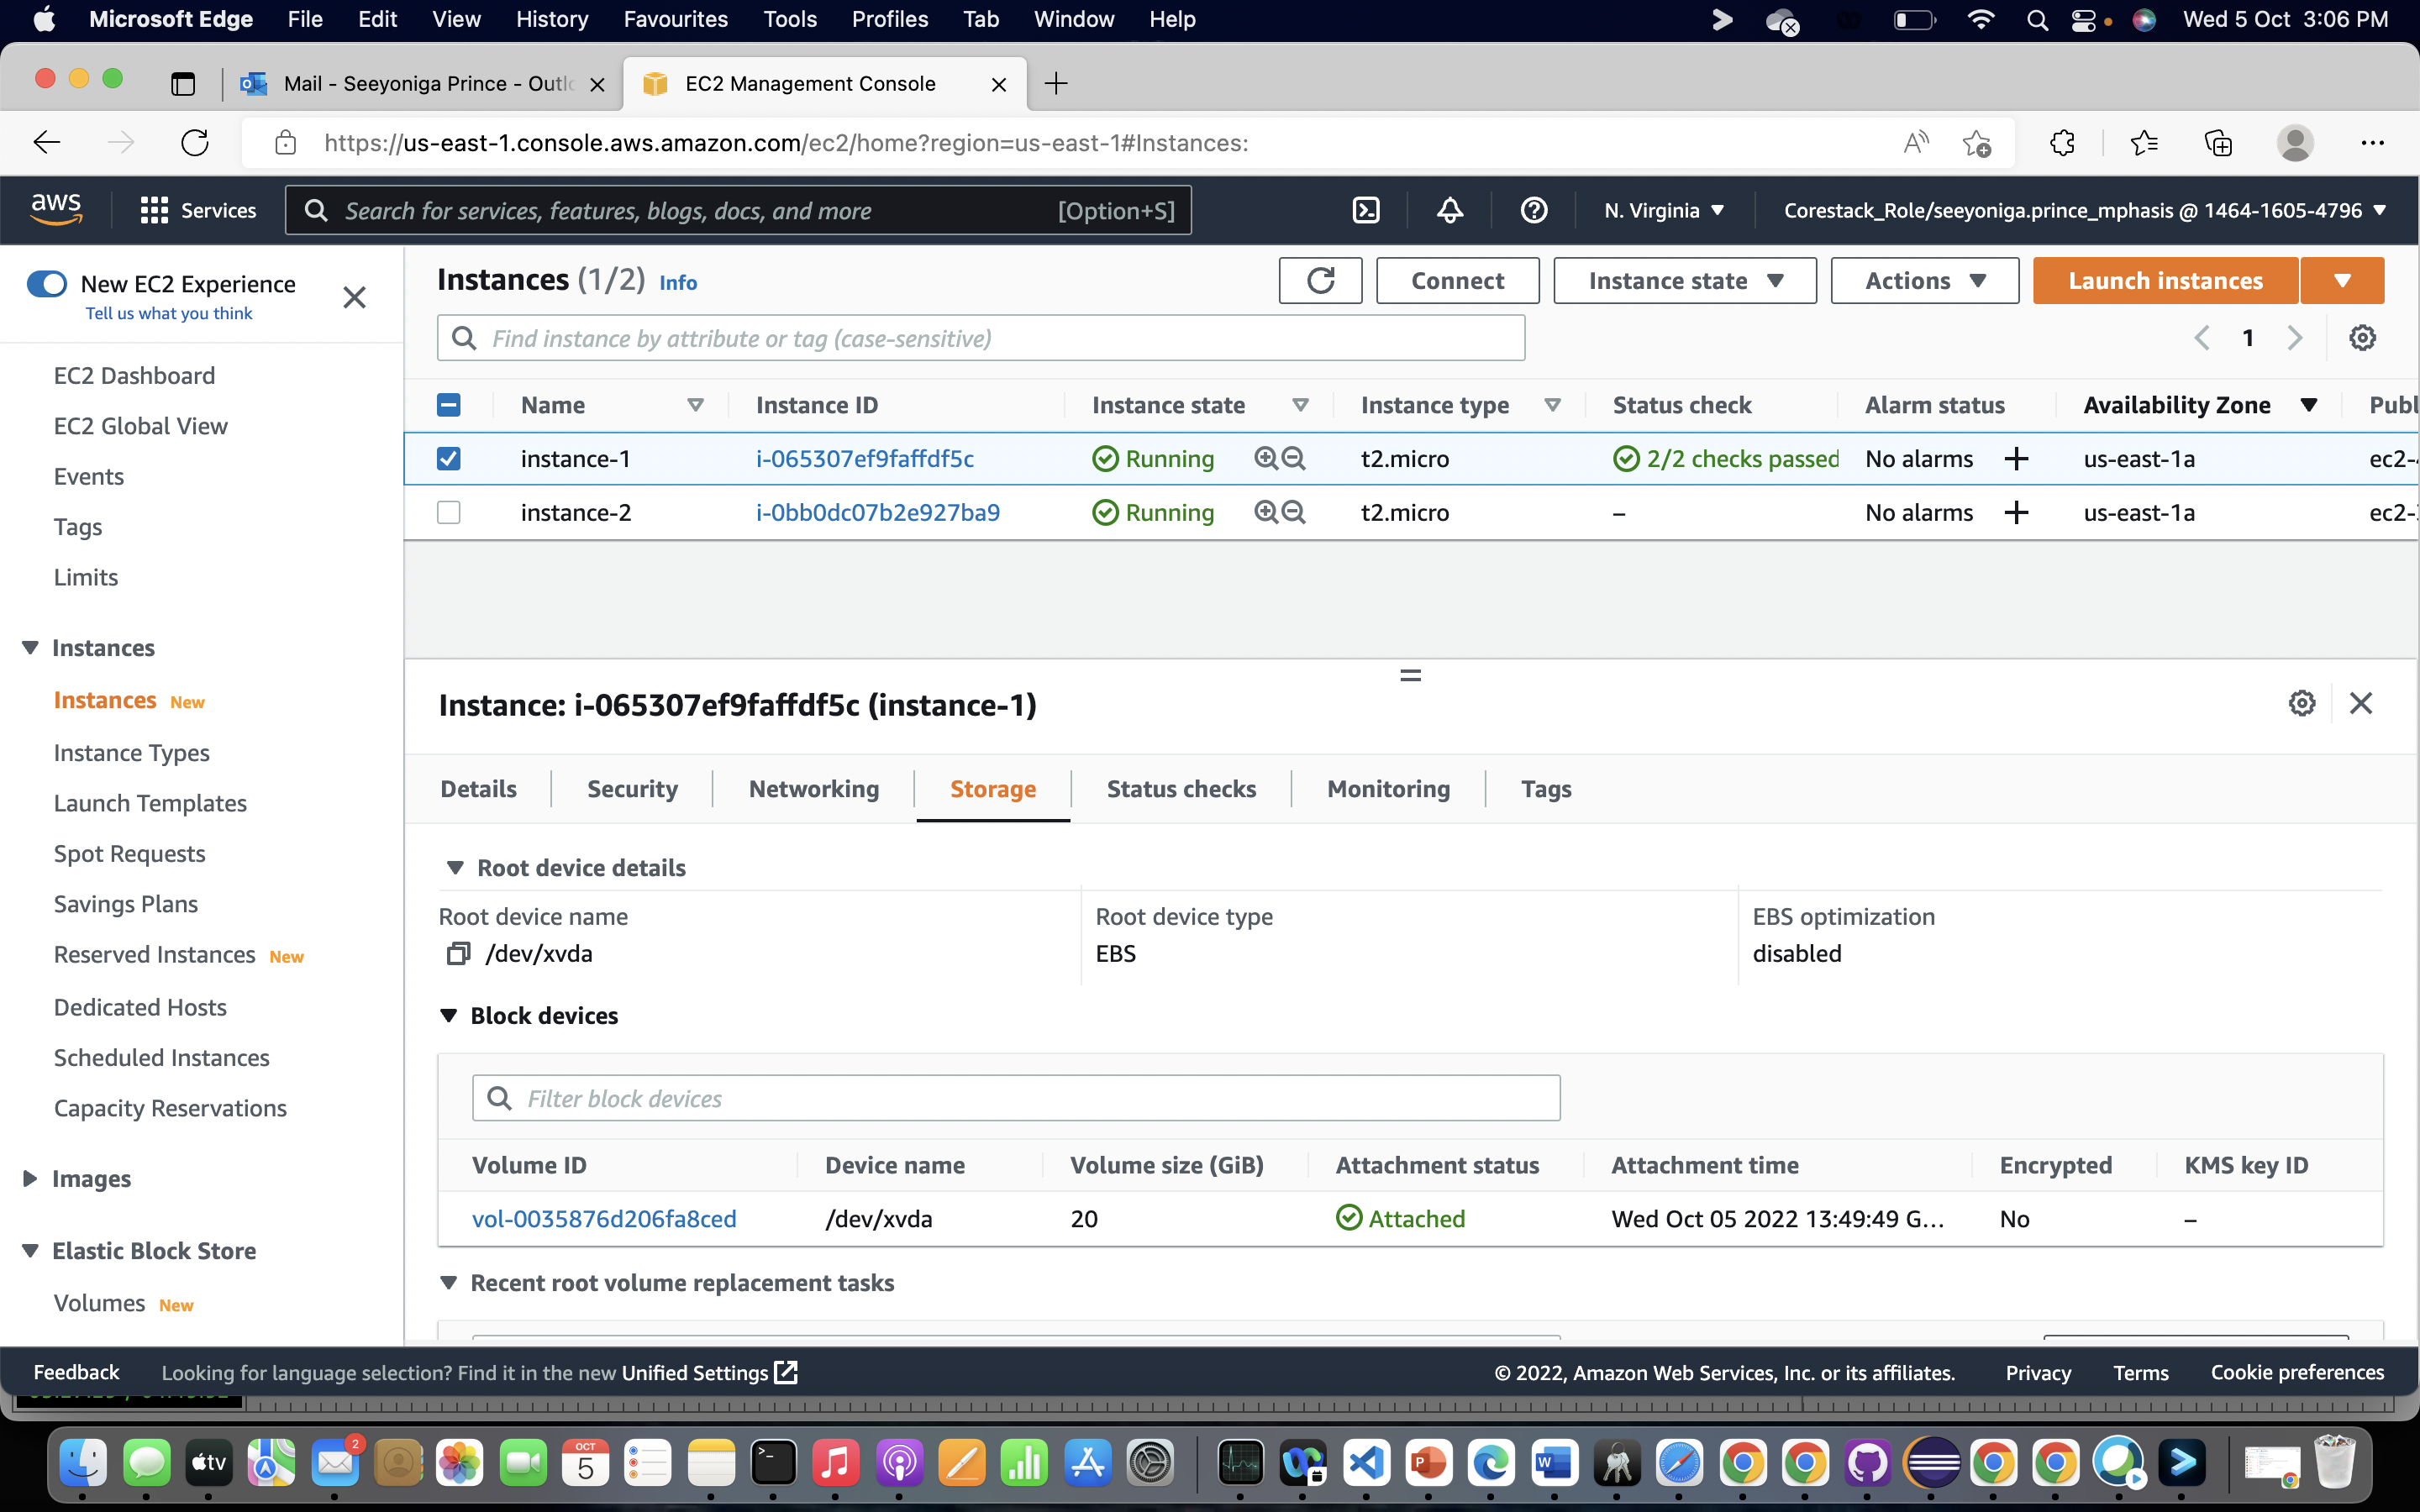 Microsoft Edge File Edit View History Favourites Tools Profiles Tab Window Help Wed 5 Oct 3:06 PM
Mail - Seeyoniga Prince - Outlo EC2 Management Console
https://us-east-1.console.aws.amazon.com/ec2/home?region=us-east-1#Instances:
aws Services Search for services, features, blogs, docs, and more [Option+S] N. Virginia Corestack_Role/seeyoniga.prince_mphasis @ 1464-1605-4796
New EC2 Experience
Tell us what you think
EC2 Dashboard
EC2 Global View
Events
Tags
Limits
Instances
Instances New
Instance Types
Launch Templates
Spot Requests
Savings Plans
Reserved Instances New
Dedicated Hosts
Scheduled Instances
Capacity Reservations
Images
Elastic Block Store
Volumes New
Instances (1/2) Info Connect Instance state Actions Launch instances
Find instance by attribute or tag (case-sensitive) 1
Name Instance ID Instance state Instance type Status check Alarm status Availability Zone Publ
instance-1 i-065307ef9faffdf5c Running t2.micro 2/2 checks passed No alarms + us-east-1a ec2-
instance-2 i-0bb0dc07b2e927ba9 Running t2.micro – No alarms + us-east-1a ec2-
Instance: i-065307ef9faffdf5c (instance-1)
Details Security Networking Storage Status checks Monitoring Tags
Root device details
Root device name Root device type EBS optimization
/dev/xvda EBS disabled
Block devices
Filter block devices
Volume ID Device name Volume size (GiB) Attachment status Attachment time Encrypted KMS key ID
vol-0035876d206fa8ced /dev/xvda 20 Attached Wed Oct 05 2022 13:49:49 G... No –
Recent root volume replacement tasks
Feedback Looking for language selection? Find it in the new Unified Settings © 2022, Amazon Web Services, Inc. or its affiliates. Privacy Terms Cookie preferences
tv 2 OCT 5 P W